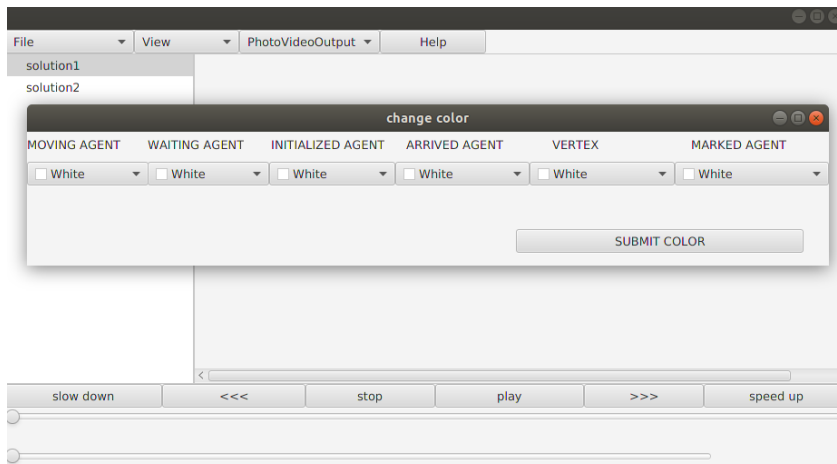 File View PhotoVideoOutput Help
solution1
solution2
change color
MOVING AGENT WAITING AGENT INITIALIZED AGENT ARRIVED AGENT VERTEX MARKED AGENT
White White White White White White
SUBMIT COLOR
slow down <<< stop play >>> speed up